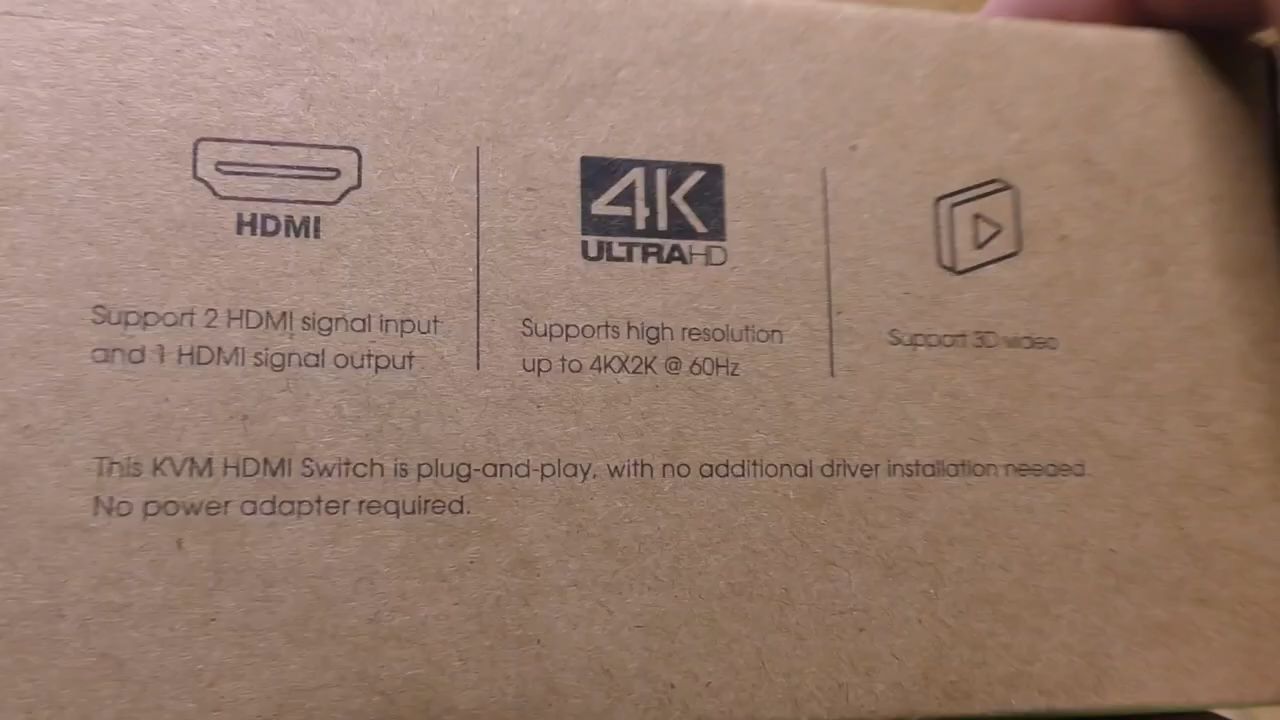 HDMI
Support 2 HDMI signal input
and 1 HDMI signal output
4K
ULTRAHD
Supports high resolution
up to 4KX2K @ 60Hz
Support 3D video
This KVM HDMI Switch is plug-and-play, with no additional driver installation needed.
No power adapter required.